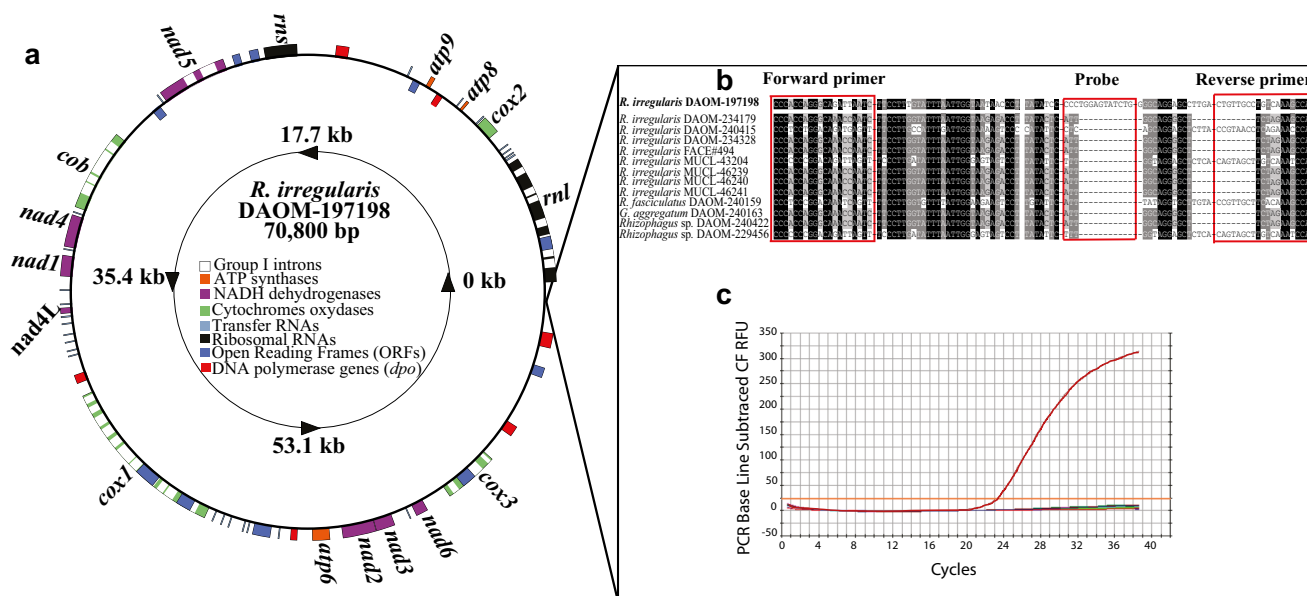 a
rns
nad5
atp9
atp8
cox2
cob
rnl
nad4
nad1
nad4L
cox1
cox3
nad6
nad3
nad2
atp6
17.7 kb
R. irregularis
DAOM-197198
70,800 bp
35.4 kb
0 kb
53.1 kb
Group I introns
ATP synthases
NADH dehydrogenases
Cytochromes oxydases
Transfer RNAs
Ribosomal RNAs
Open Reading Frames (ORFs)
DNA polymerase genes (dpo)
b
Forward primer Probe Reverse primer
R. irregularis DAOM-197198
R. irregularis DAOM-234179
R. irregularis DAOM-240415
R. irregularis DAOM-234328
R. irregularis FACE#494
R. irregularis MUCL-43204
R. irregularis MUCL-46239
R. irregularis MUCL-46240
R. irregularis MUCL-46241
R. fasciculatus DAOM-240159
G. aggregatum DAOM-240163
Rhizophagus sp. DAOM-240422
Rhizophagus sp. DAOM-229456
c
PCR Base Line Subtraced CF RFU
350
300
250
200
150
100
50
0
-50
0 4 8 12 16 20 24 28 32 36 40
Cycles